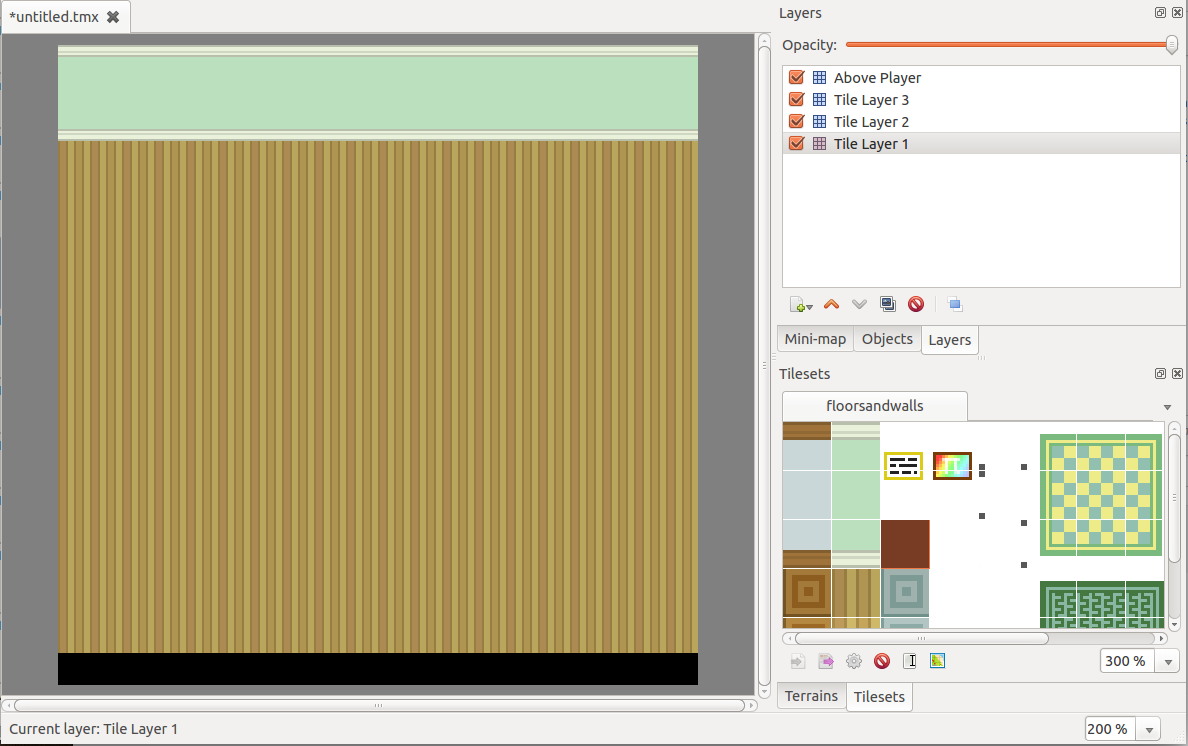 *untitled.tmx
Layers
Opacity:
Above Player
Tile Layer 3
Tile Layer 2
Tile Layer 1
Mini-map
Objects
Layers
Tilesets
floorsandwalls
300 %
Terrains
Tilesets
Current layer: Tile Layer 1
200 %